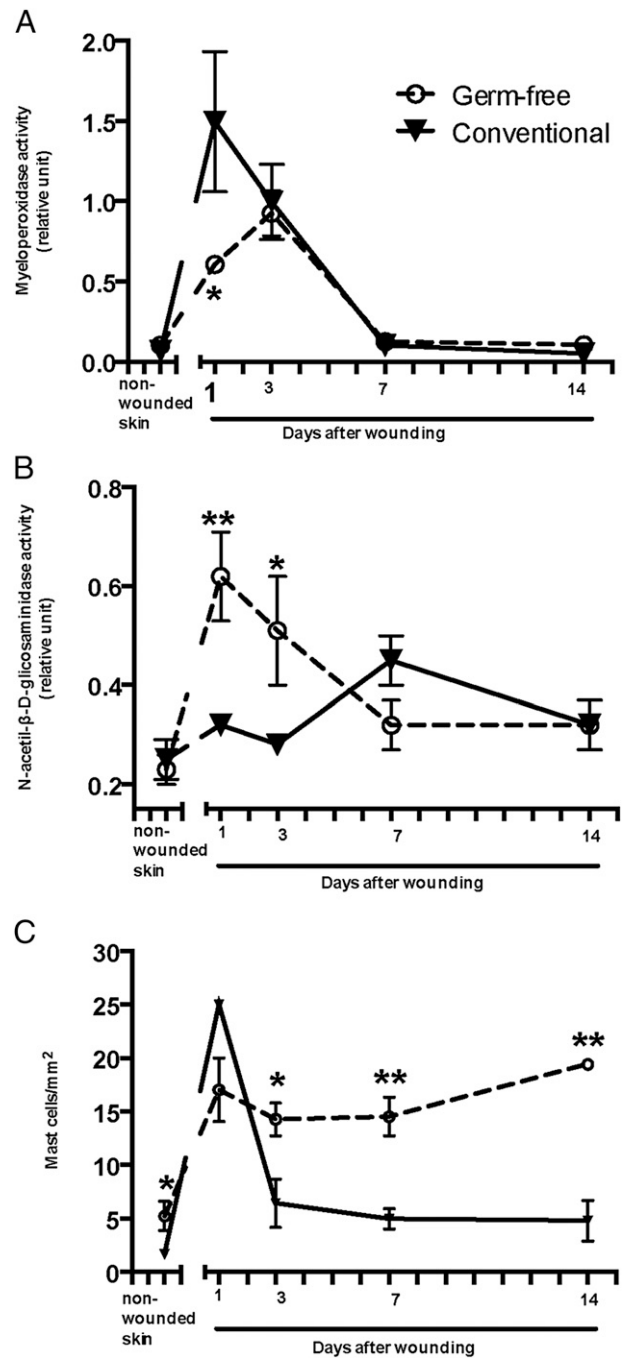 A
Myeloperoxidase activity
(relative unit)
2.0
1.5
1.0
0.5
0.0
Germ-free
Conventional
*
non-
wounded
skin
1
3
7
14
Days after wounding
B
N-acetil-β-D-glicosaminidase activity
(relative unit)
0.8
0.6
0.4
0.2
**
*
non-
wounded
skin
1
3
7
14
Days after wounding
C
Mast cells/mm²
30
25
20
15
10
5
0
*
*
**
**
non-
wounded
skin
1
3
7
14
Days after wounding